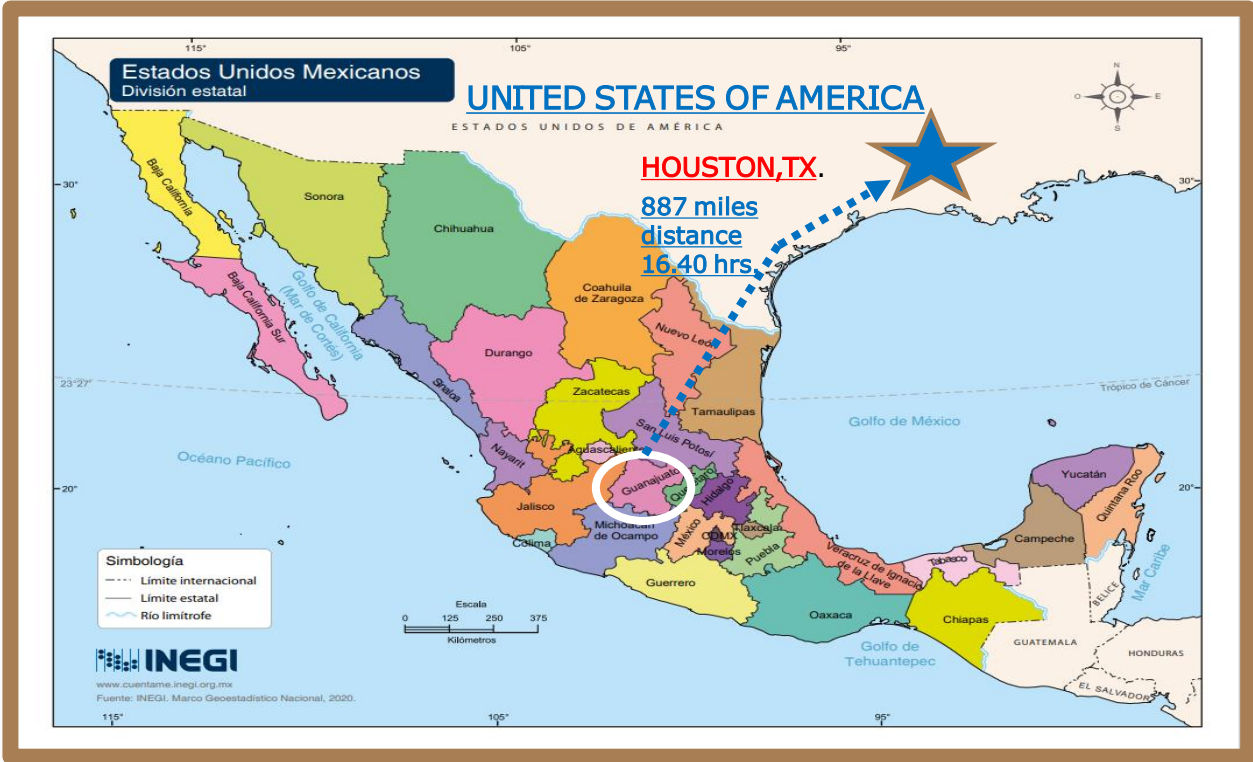 115°
105°
95°
Estados Unidos Mexicanos
División estatal
UNITED STATES OF AMERICA
ESTADOS UNIDOS DE AMÉRICA
N
O
E
S
HOUSTON,TX.
887 miles
distance
16.40 hrs.
30°
30°
Baja California
Sonora
Chihuahua
Coahuila
de Zaragoza
Golfo de California
(Mar de Cortés)
Baja California Sur
Nuevo León
Durango
Sinaloa
23°27'
Trópico de Cáncer
Zacatecas
Tamaulipas
San Luis Potosí
Golfo de México
Nayarit
Aguascalientes
Océano Pacífico
Guanajuato
Querétaro
Hidalgo
Yucatán
Quintana Roo
20°
20°
Jalisco
Michoacán
de Ocampo
México
Tlaxcala
CDMX
Campeche
Colima
Morelos
Puebla
Veracruz de Ignacio
de la Llave
Tabasco
Mar Caribe
BELICE
Simbología
Límite internacional
Límite estatal
Río limítrofe
Guerrero
Oaxaca
Chiapas
Escala
0 125 250 375
Kilómetros
Golfo de
Tehuantepec
GUATEMALA
HONDURAS
EL SALVADOR
INEGI
www.cuentame.inegi.org.mx
Fuente: INEGI. Marco Geoestadístico Nacional, 2020.
115°
105°
95°